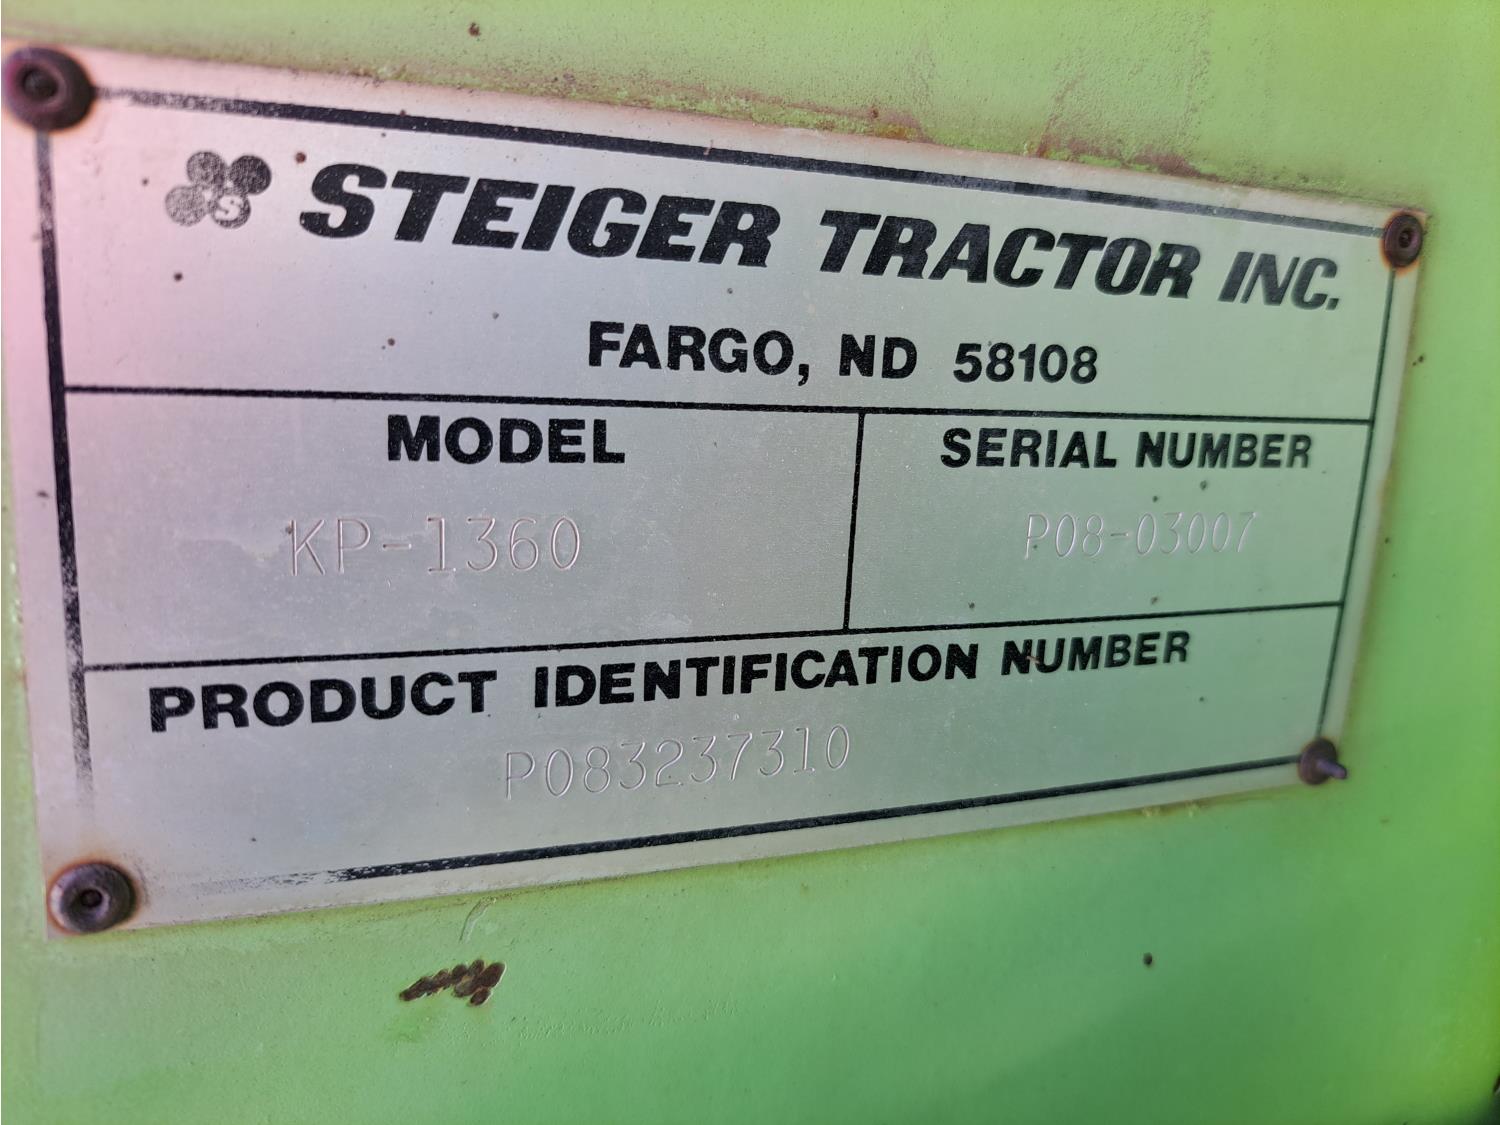 STEIGER TRACTOR INC.
FARGO, ND 58108
MODEL
SERIAL NUMBER
KP-1360
P08-03007
PRODUCT IDENTIFICATION NUMBER
P083237310